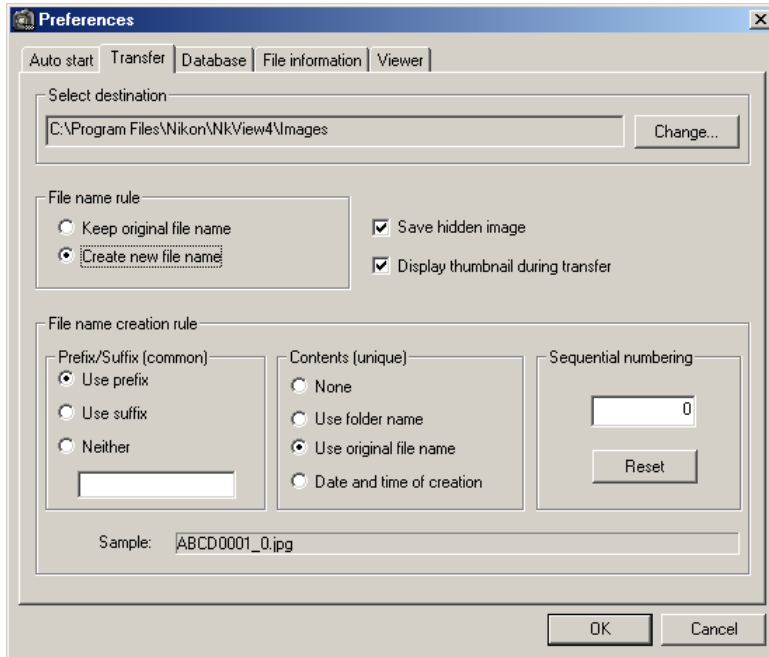 Preferences
Auto start Transfer Database File information Viewer
Select destination
C:\Program Files\Nikon\NkView4\Images
Change...
File name rule
Keep original file name
Create new file name
Save hidden image
Display thumbnail during transfer
File name creation rule
Prefix/Suffix (common)
Use prefix
Use suffix
Neither
Contents (unique)
None
Use folder name
Use original file name
Date and time of creation
Sequential numbering
0
Reset
Sample: ABCD0001_0.jpg
OK Cancel